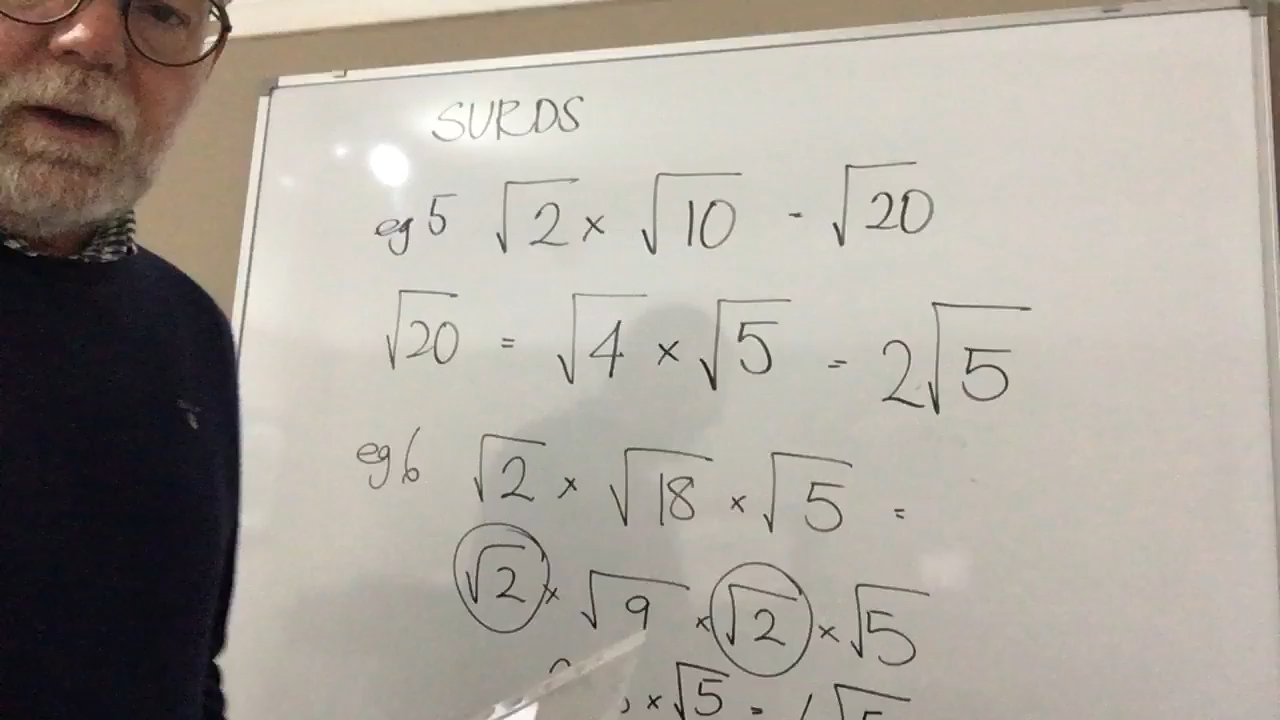 SURDS
eg 5 √2 × √10 - √20
√20 = √4 × √5 = 2√5
eg 6 √2 × √18 × √5 =
√2 × √9 × √2 × √5
× √5 =